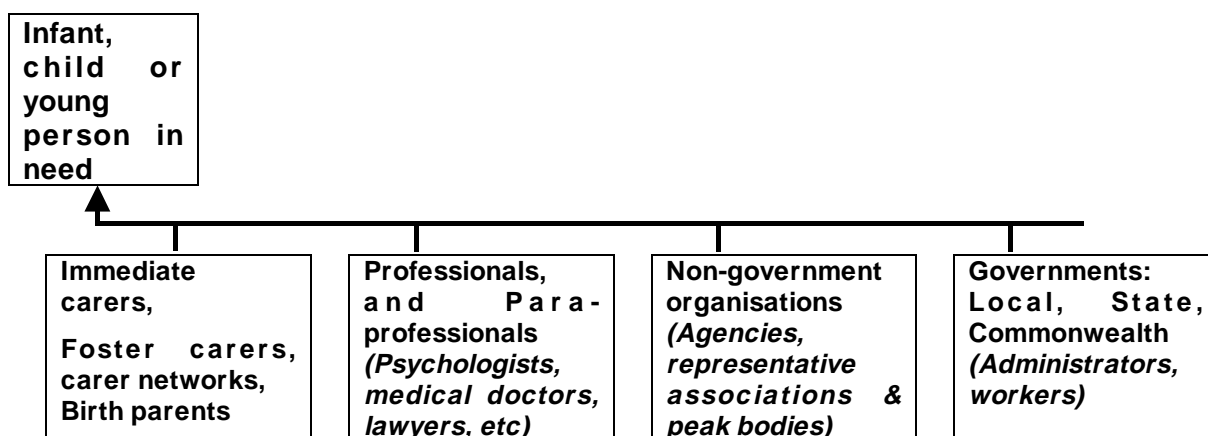 Infant,
child or
young
person in
need
Immediate
carers,
Foster carers,
carer networks,
Birth parents
Professionals,
and Para-
professionals
(Psychologists,
medical doctors,
lawyers, etc)
Non-government
organisations
(Agencies,
representative
associations &
peak bodies)
Governments:
Local, State,
Commonwealth
(Administrators,
workers)